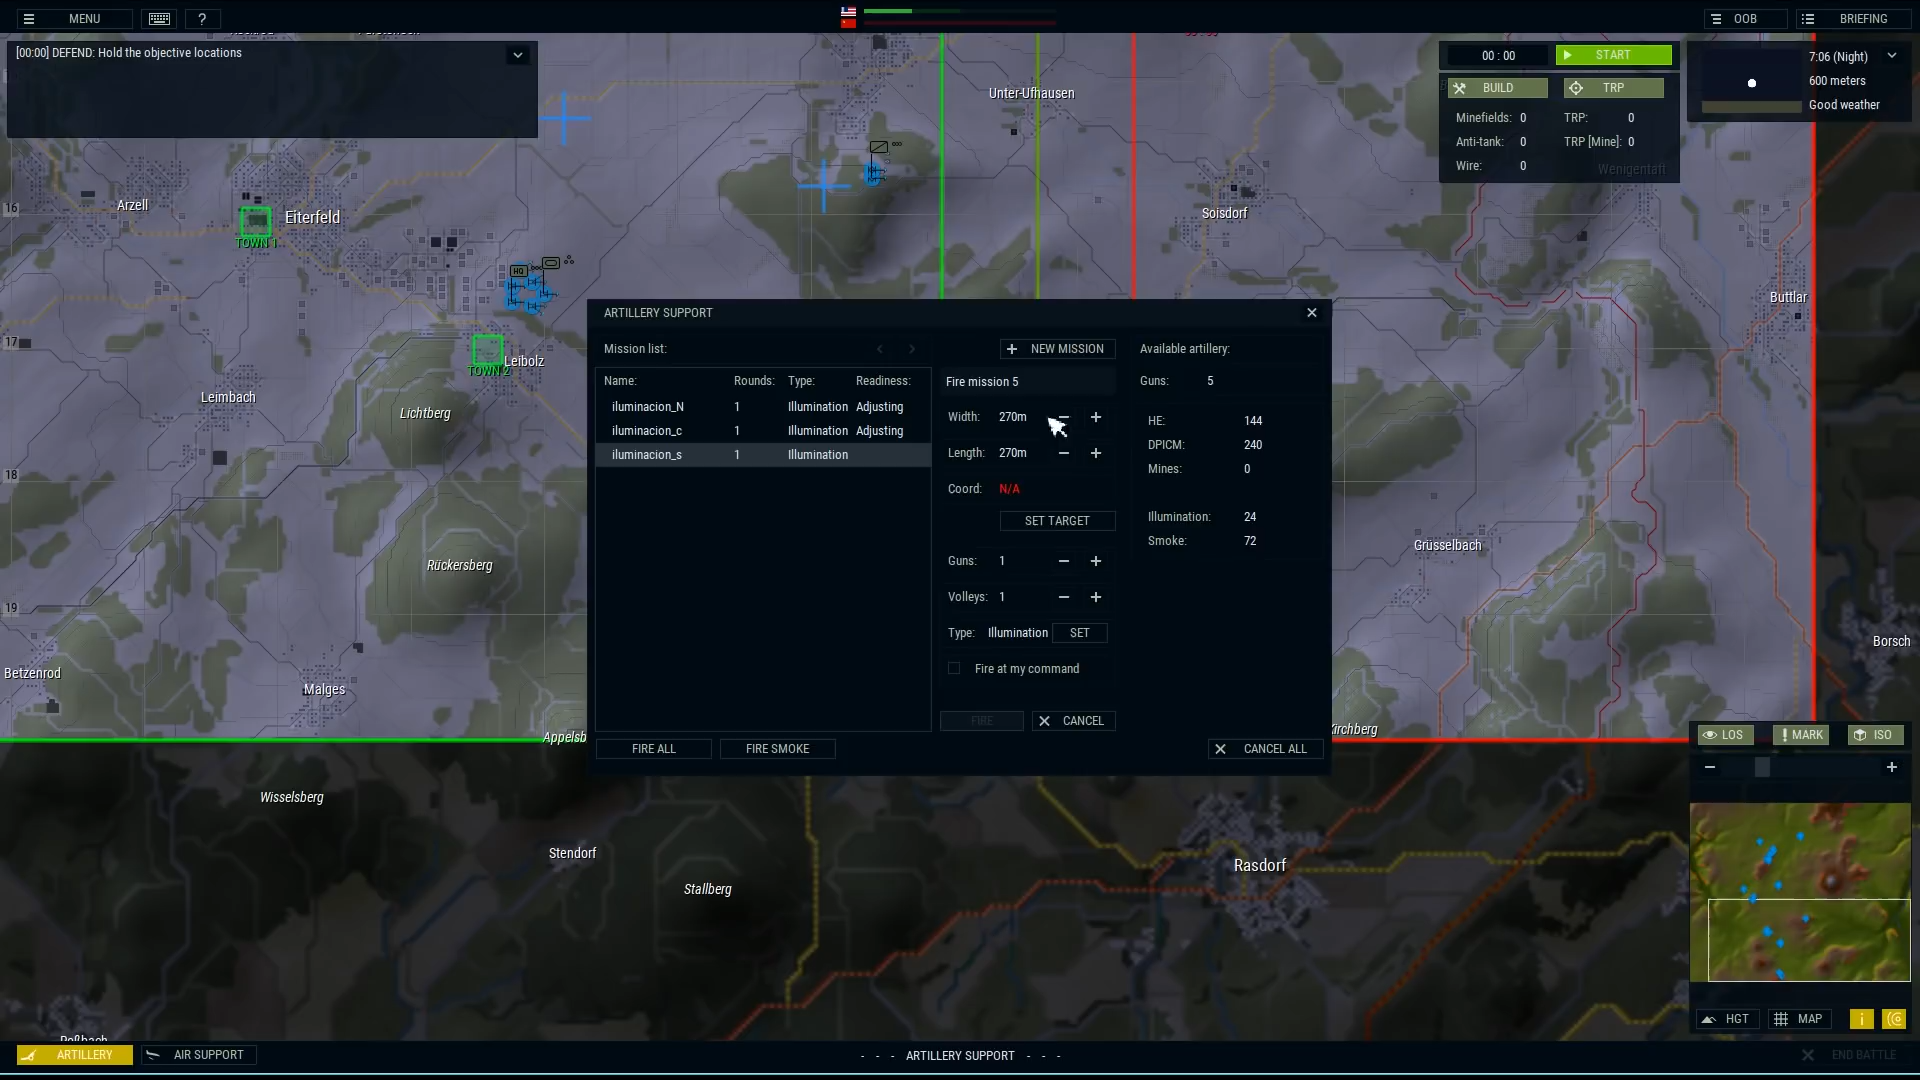 MENU
?
OOB
BRIEFING
[00:00] DEFEND: Hold the objective locations
00 : 00
START
7:06 (Night)
600 meters
Good weather
BUILD
TRP
Minefields: 0
TRP: 0
Anti-tank: 0
TRP [Mine]: 0
Wire: 0
Wenigentaft
Unter-Ufhausen
Arzell
16
Eiterfeld
TOWN 1
Soisdorf
HQ
Buttlar
17
Leibolz
TOWN 2
Leimbach
Lichtberg
18
Rückersberg
19
Betzenrod
Malges
Grüsselbach
Borsch
Kirchberg
Appelsb
ARTILLERY SUPPORT
Mission list:
NEW MISSION
Available artillery:
Name: Rounds: Type: Readiness:
iluminacion_N 1 Illumination Adjusting
iluminacion_c 1 Illumination Adjusting
iluminacion_s 1 Illumination
Fire mission 5
Width: 270m
Length: 270m
Coord: N/A
SET TARGET
Guns: 1
Volleys: 1
Type: Illumination SET
Fire at my command
FIRE
CANCEL
Guns: 5
HE: 144
DPICM: 240
Mines: 0
Illumination: 24
Smoke: 72
FIRE ALL
FIRE SMOKE
CANCEL ALL
LOS
MARK
ISO
Wisselsberg
Stendorf
Stallberg
Rasdorf
HGT
MAP
ARTILLERY
AIR SUPPORT
- - - ARTILLERY SUPPORT - - -
END BATTLE